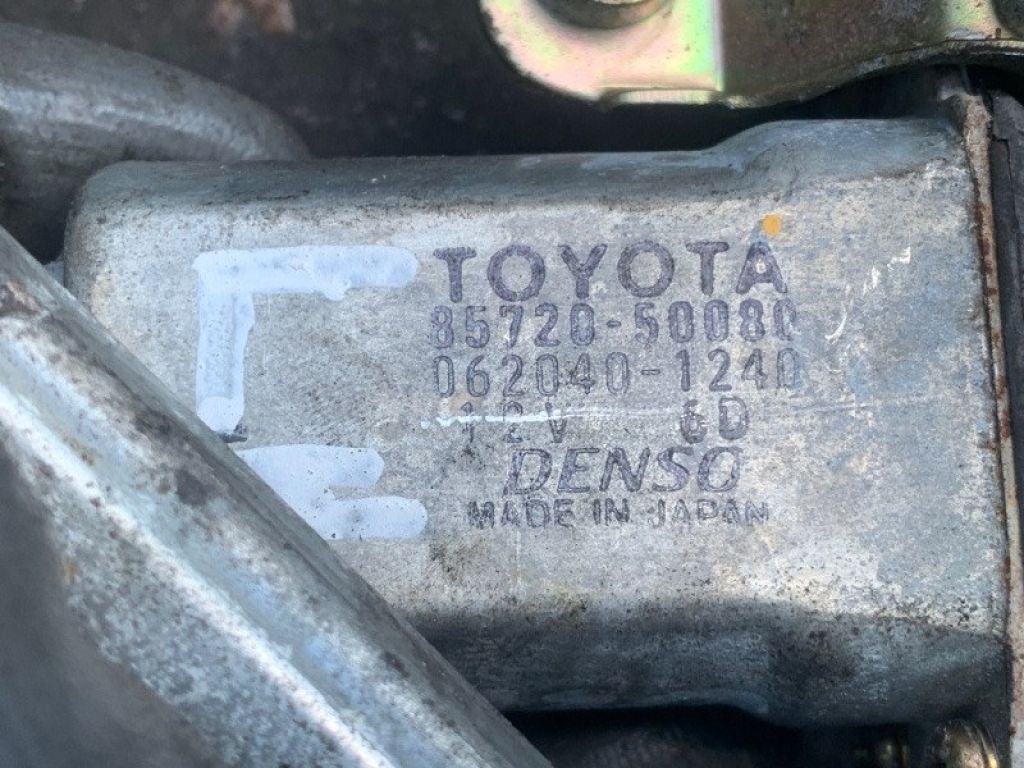 TOYOTA
85720-50080
062040-1240
12V 6D
DENSO
MADE IN JAPAN